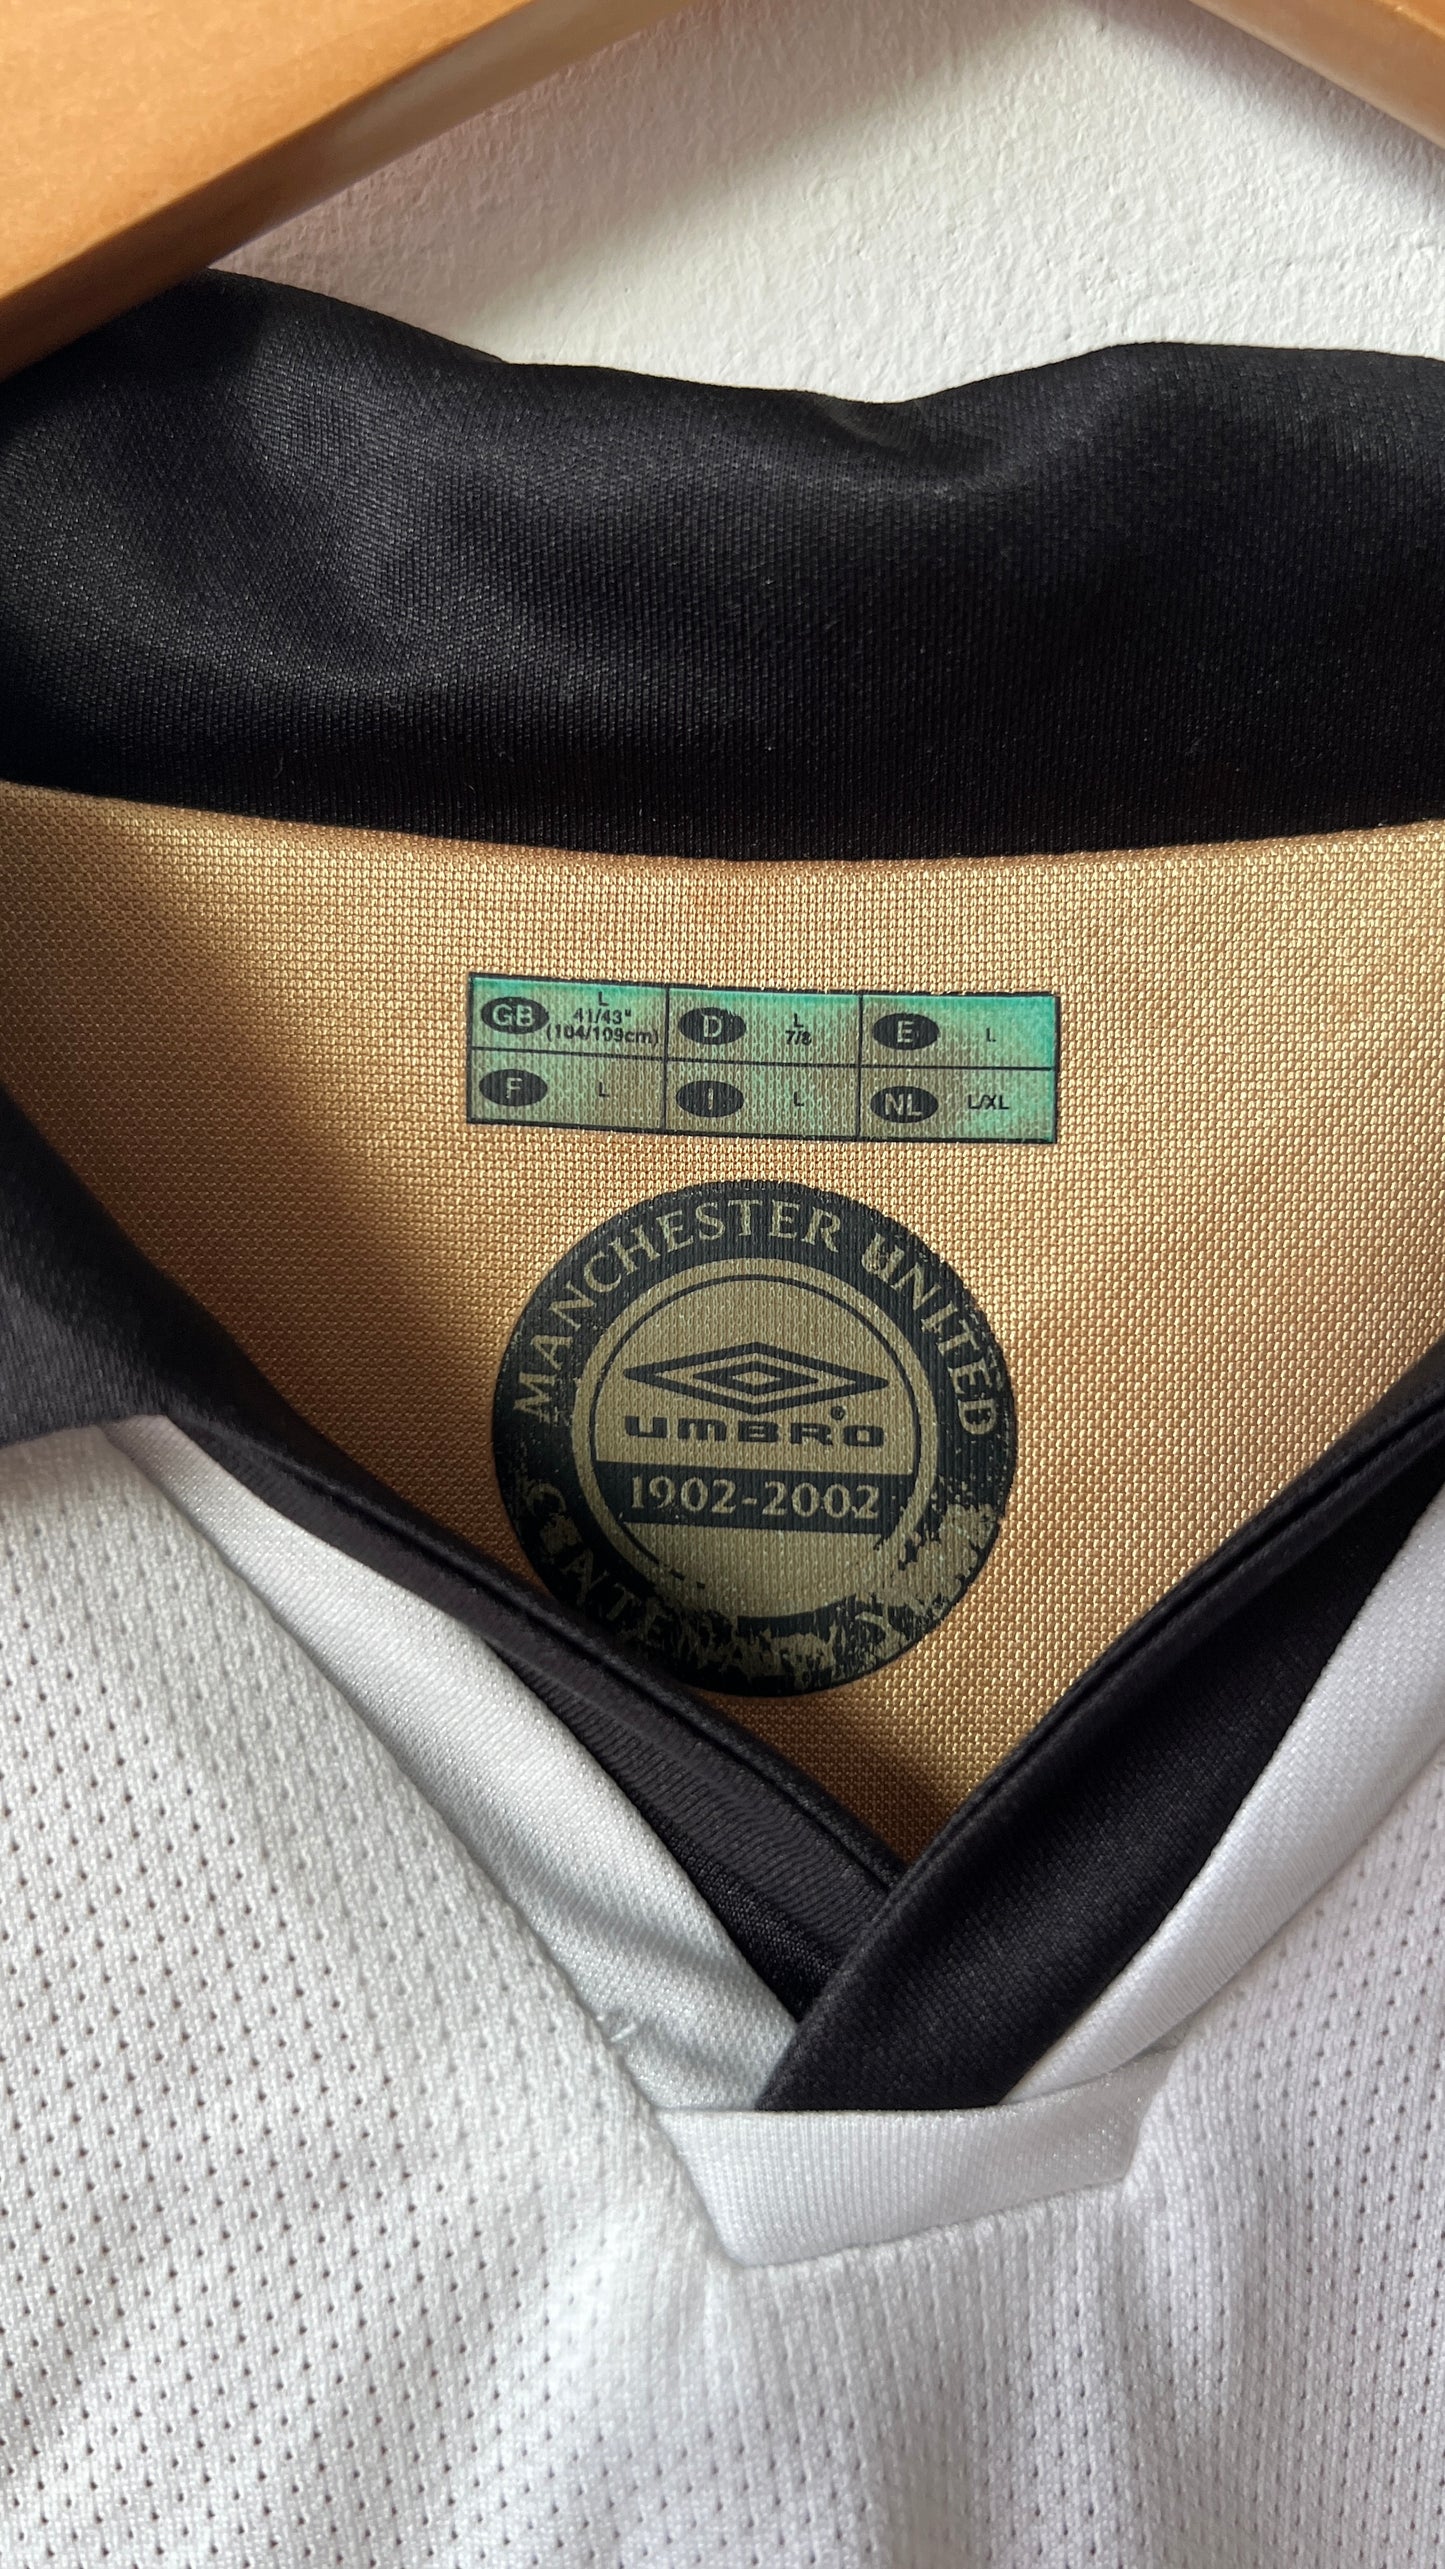 GB L
41/43"
(104/109cm)
D L
7/8
E L
F L
I L
NL L/XL
MANCHESTER UNITED
UMBRO®
1902-2002